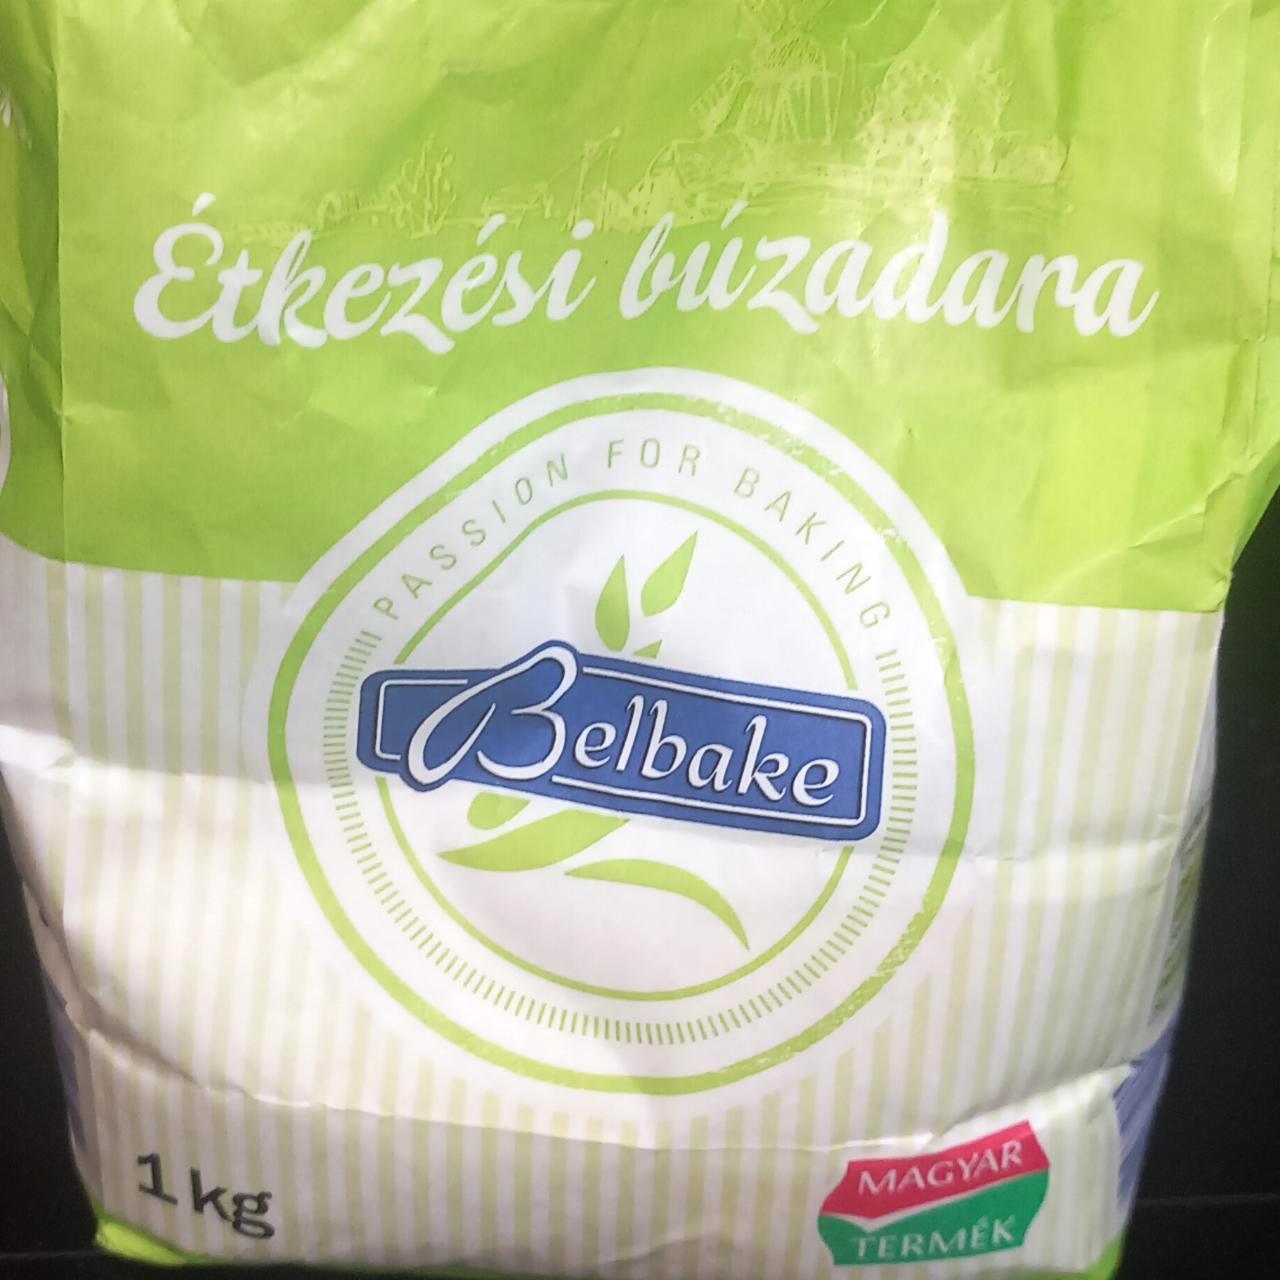 Étkezési búzadara
PASSION FOR BAKING
Belbake
1 kg
MAGYAR
TERMÉK